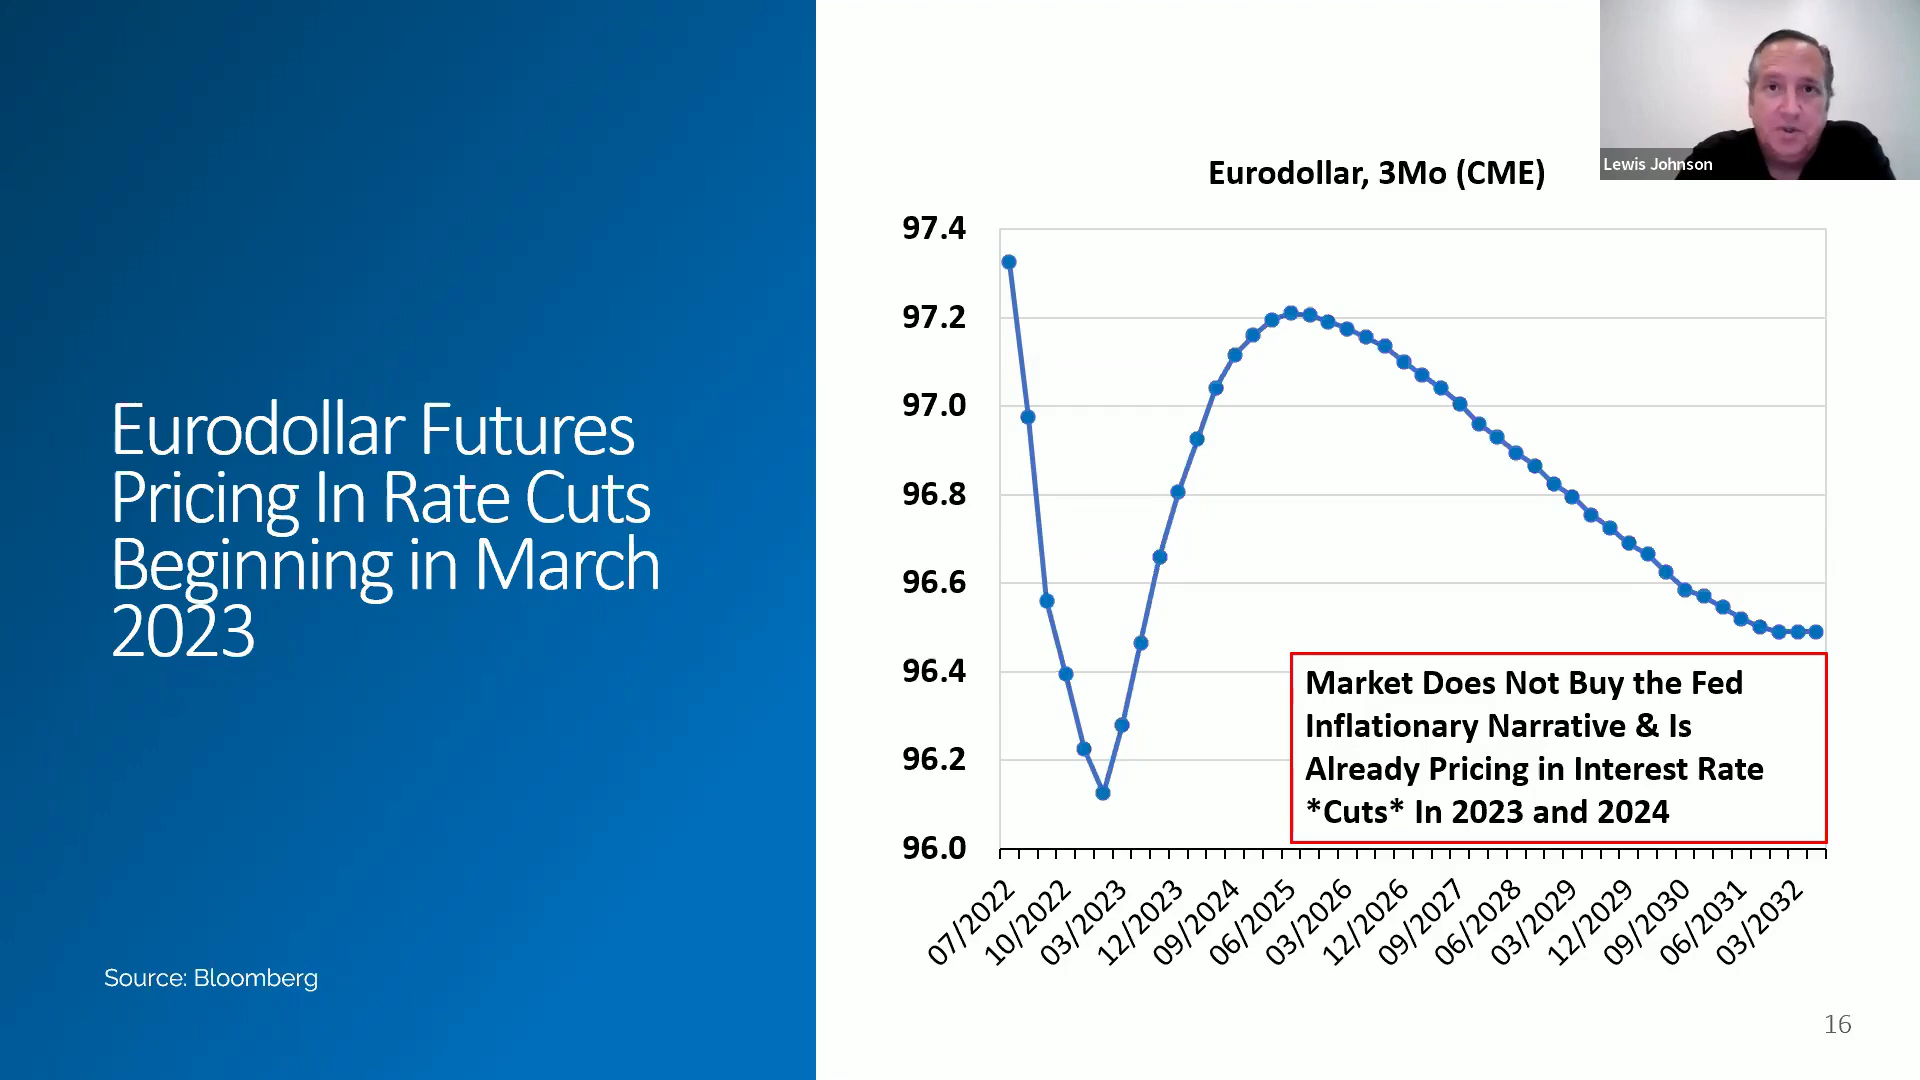 Eurodollar Futures
Pricing In Rate Cuts
Beginning in March
2023
Source: Bloomberg
Lewis Johnson
Eurodollar, 3Mo (CME)
97.4
97.2
97.0
96.8
96.6
96.4
96.2
96.0
Market Does Not Buy the Fed
Inflationary Narrative & Is
Already Pricing in Interest Rate
*Cuts* In 2023 and 2024
07/2022
10/2022
03/2023
12/2023
09/2024
06/2025
03/2026
12/2026
09/2027
06/2028
03/2029
12/2029
09/2030
06/2031
03/2032
16